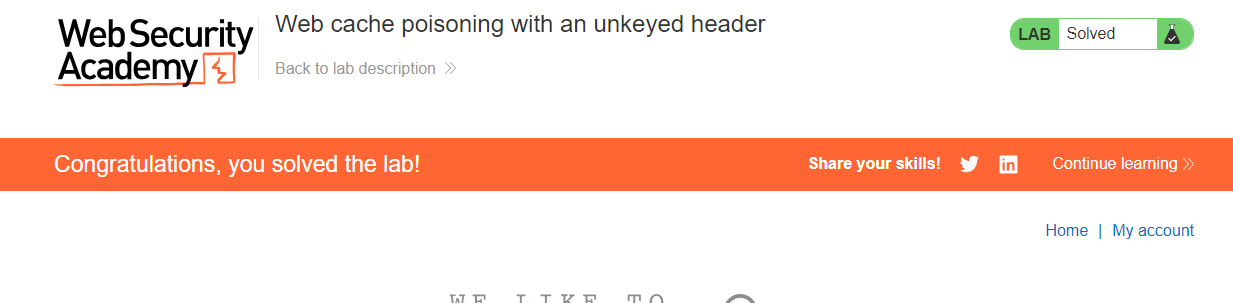 Web Security
Academy
Web cache poisoning with an unkeyed header
Back to lab description
LAB Solved
Congratulations, you solved the lab!
Share your skills!
Continue learning
Home | My account
WE LIKE TO